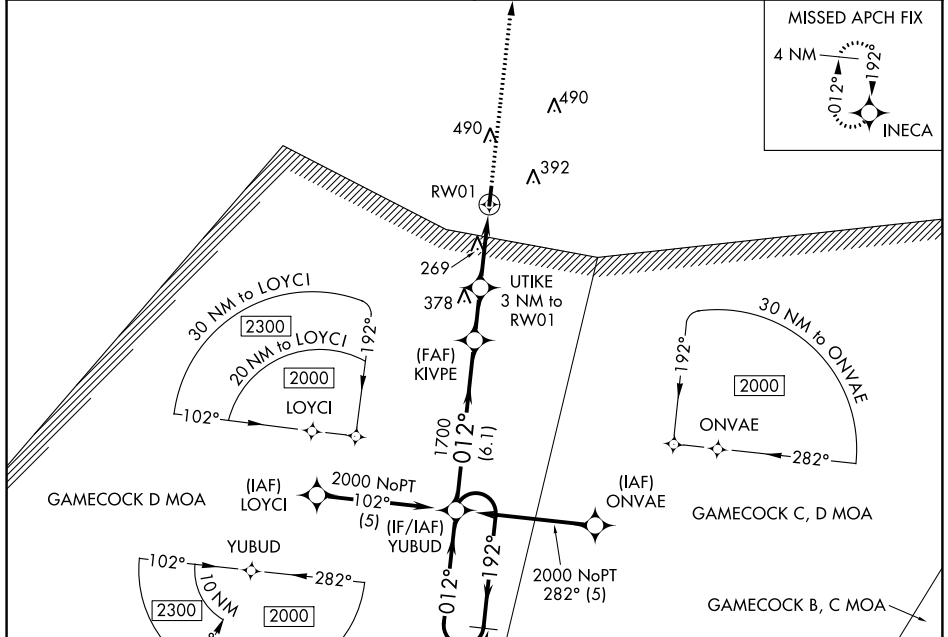 MISSED APCH FIX
4 NM
192°
012°
INECA
490
490
392
RW01
269
UTIKE
3 NM to
RW01
378
(FAF)
KIVPE
30 NM to LOYCI
2300
20 NM to LOYCI
192°
2000
LOYCI
102°
30 NM to ONVAE
192°
2000
ONVAE
282°
1700
012°
(6.1)
GAMECOCK D MOA
(IAF)
LOYCI
2000 NoPT
102°
(5)
(IF/IAF)
YUBUD
(IAF)
ONVAE
GAMECOCK C, D MOA
2000 NoPT
282° (5)
YUBUD
102°
282°
10 NM
2300
2000
012°
192°
GAMECOCK B, C MOA